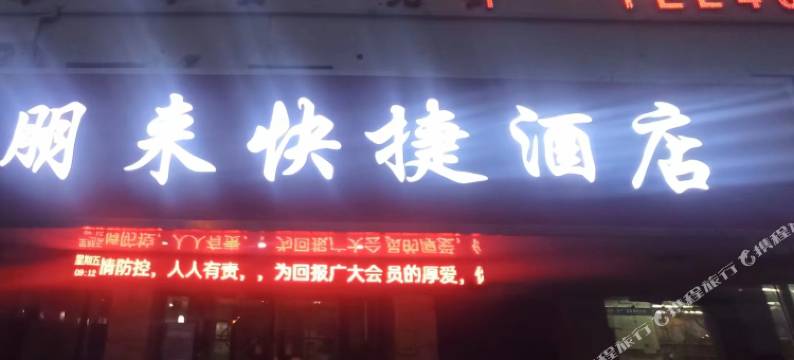 朋来快捷酒店
星期五
09:12
情防控，人人有责，，为回报广大会员的厚爱，
携程旅行
携程旅行